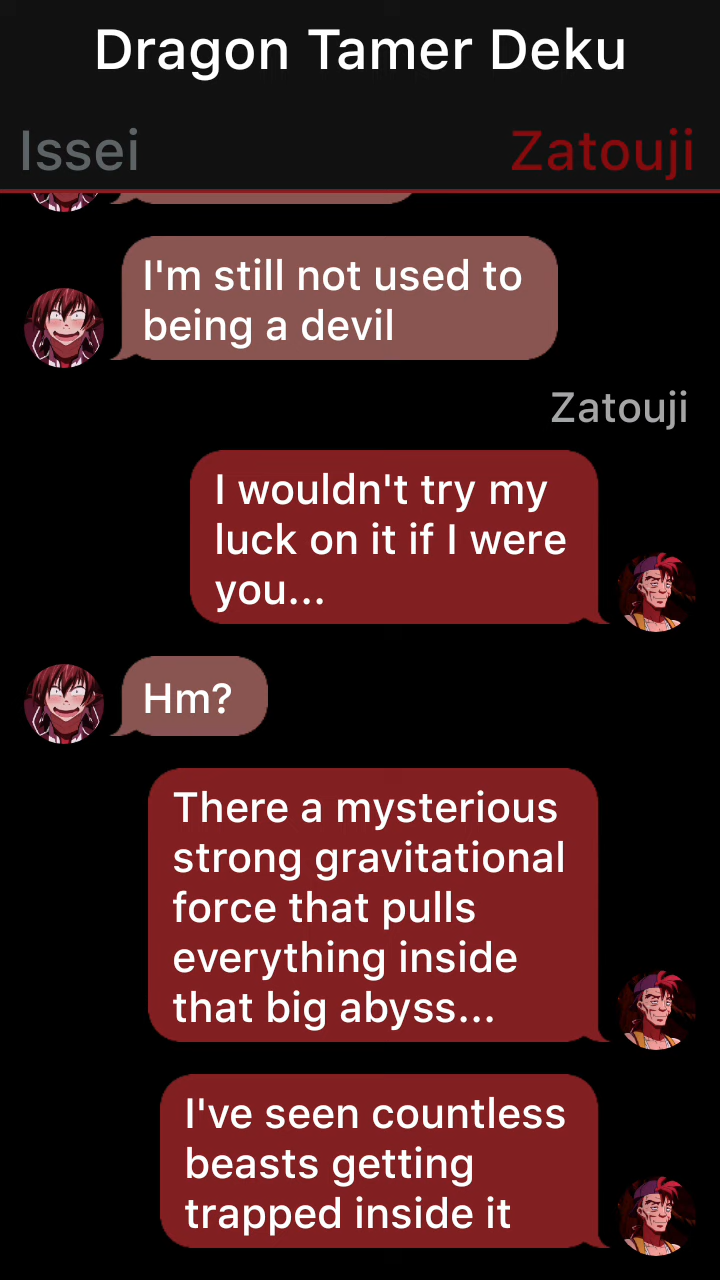 Dragon Tamer Deku
Issei
Zatouji
I'm still not used to
being a devil
Zatouji
I wouldn't try my
luck on it if I were
you...
Hm?
There a mysterious
strong gravitational
force that pulls
everything inside
that big abyss...
I've seen countless
beasts getting
trapped inside it